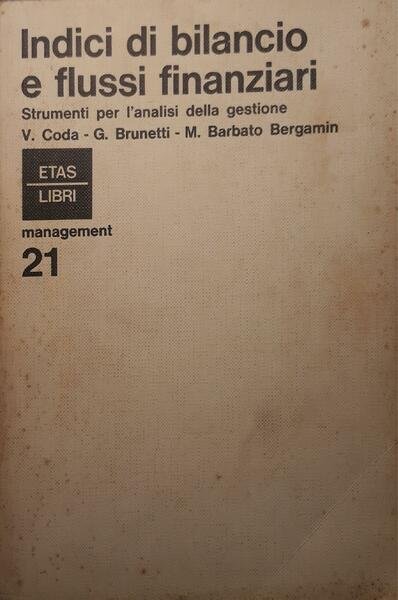 Indici di bilancio
e flussi finanziari
Strumenti per l'analisi della gestione
V. Coda - G. Brunetti - M. Barbato Bergamin
ETAS
LIBRI
management
21